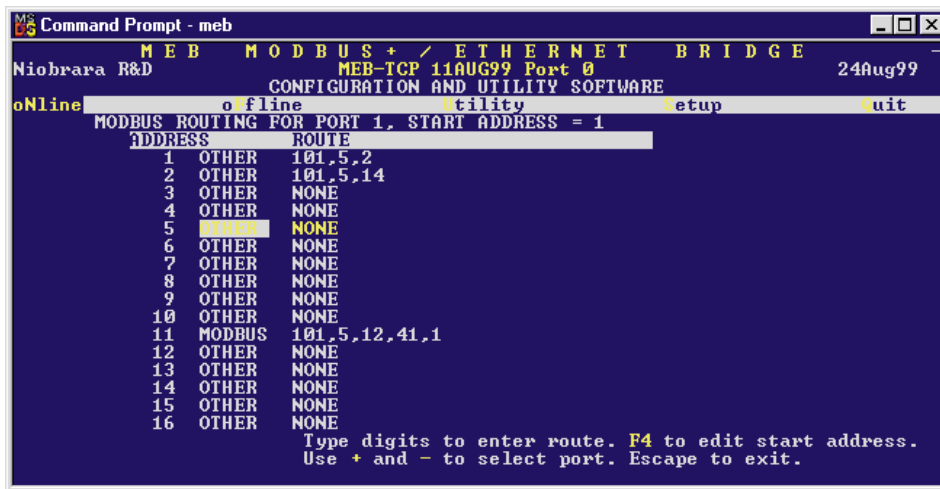 MS DOS Command Prompt - meb
M E B M O D B U S + / E T H E R N E T B R I D G E
Niobrara R&D MEB-TCP 11AUG99 Port 0 24Aug99
CONFIGURATION AND UTILITY SOFTWARE
oNline oFfline Utility Setup Quit
MODBUS ROUTING FOR PORT 1, START ADDRESS = 1
ADDRESS ROUTE
1 OTHER 101,5,2
2 OTHER 101,5,14
3 OTHER NONE
4 OTHER NONE
5 OTHER NONE
6 OTHER NONE
7 OTHER NONE
8 OTHER NONE
9 OTHER NONE
10 OTHER NONE
11 MODBUS 101,5,12,41,1
12 OTHER NONE
13 OTHER NONE
14 OTHER NONE
15 OTHER NONE
16 OTHER NONE
Type digits to enter route. F4 to edit start address.
Use + and - to select port. Escape to exit.